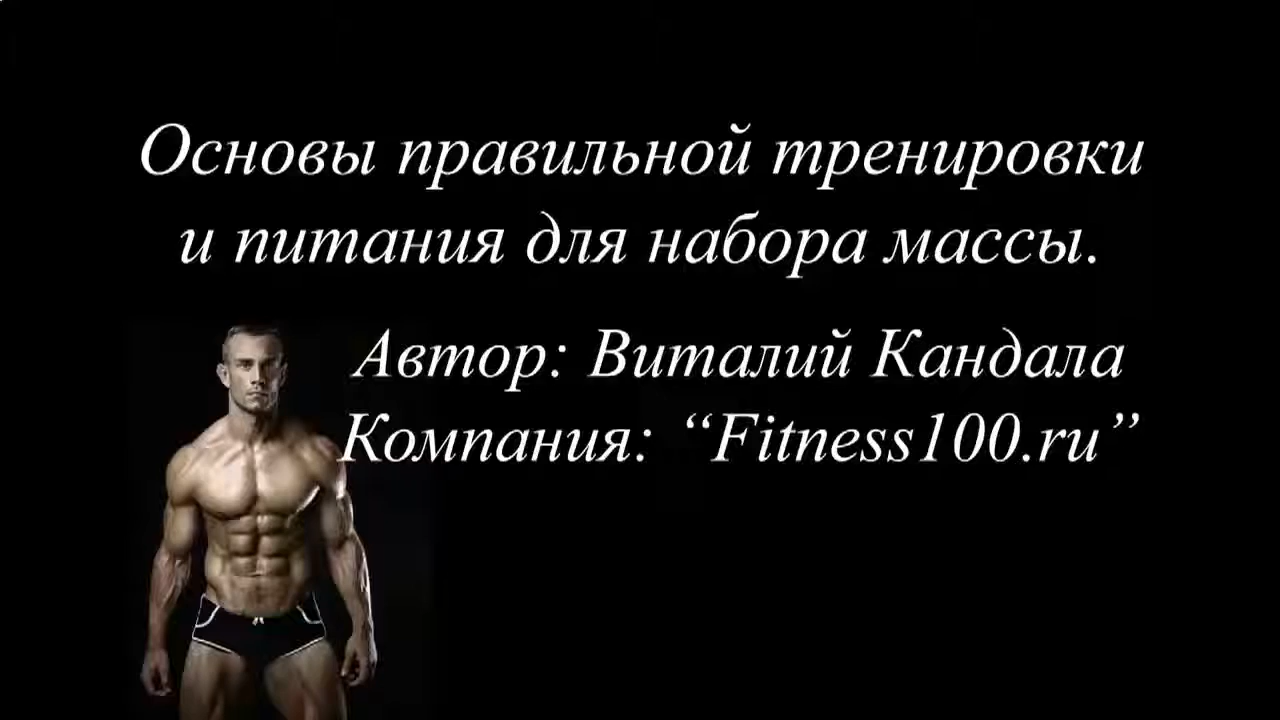 Основы правильной тренировки
и питания для набора массы.
Автор: Виталий Кандала
Компания: “Fitness100.ru”